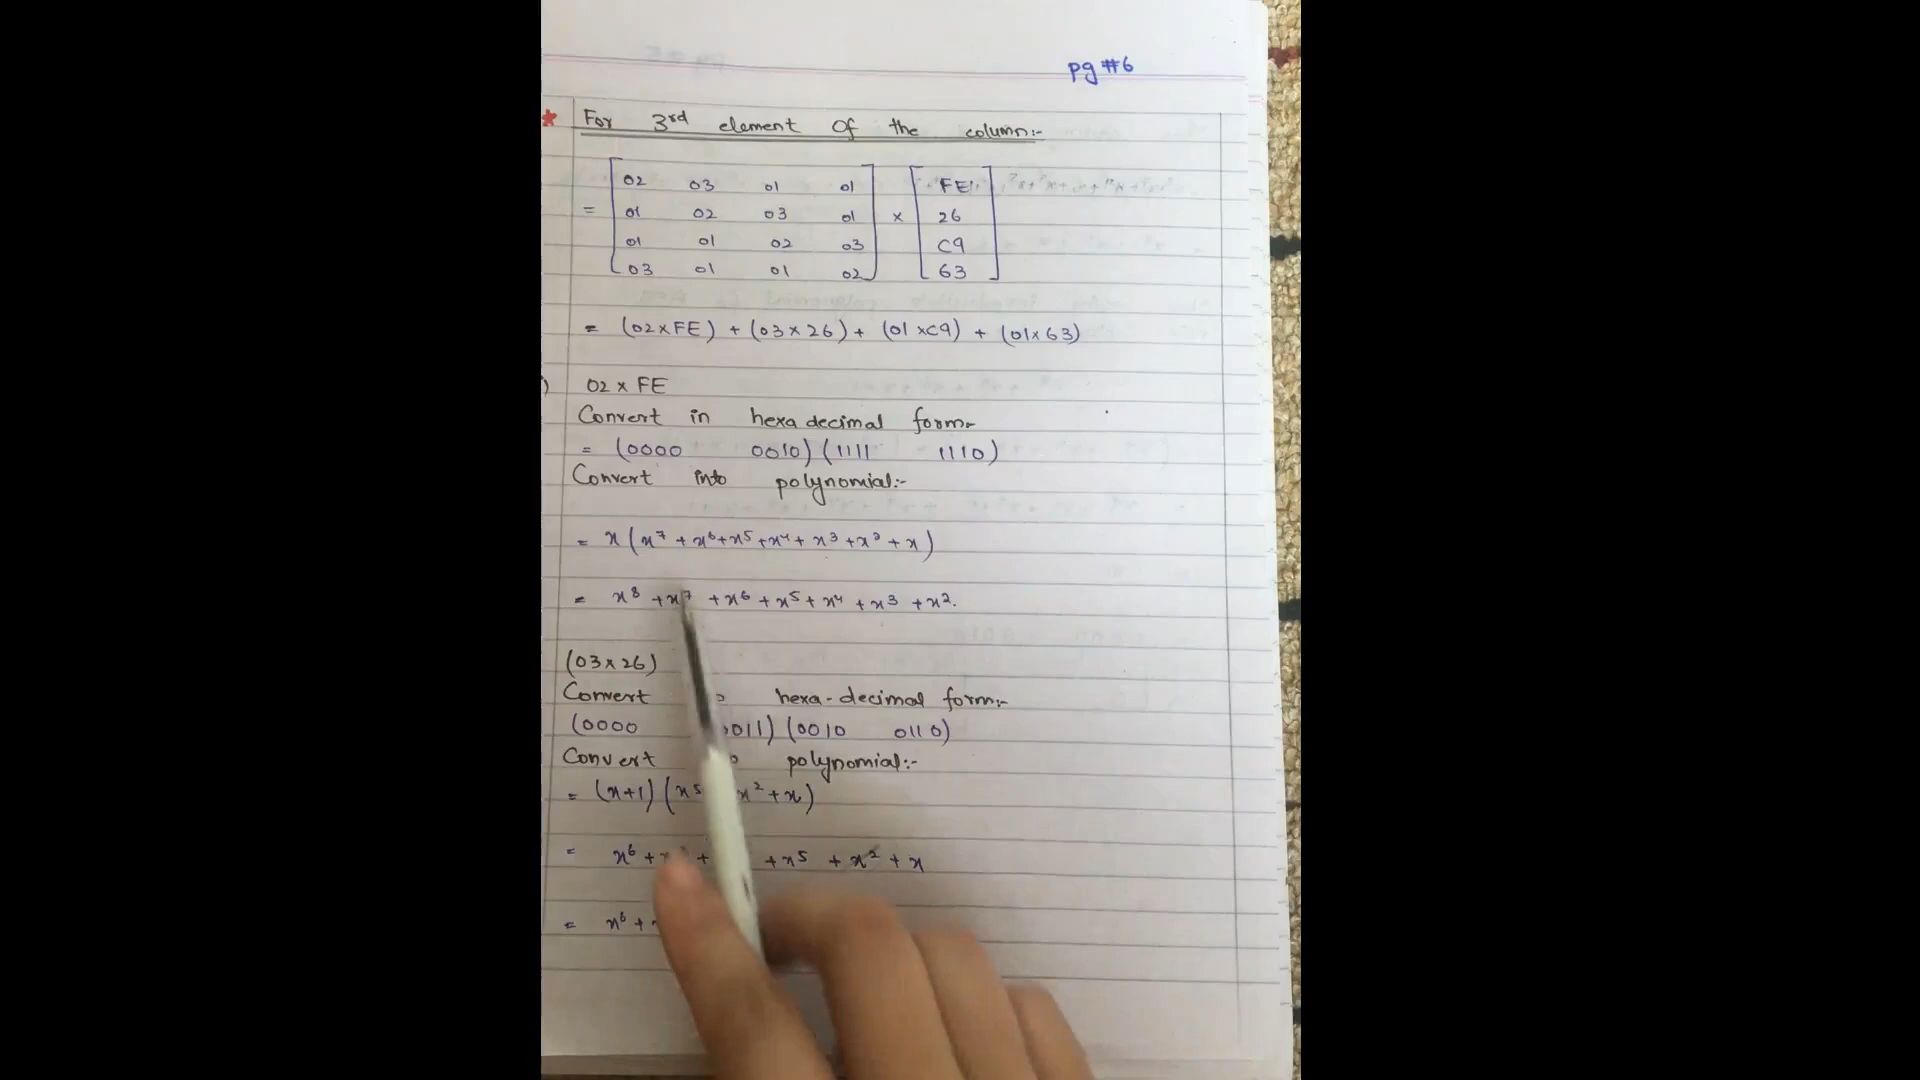 pg #6
For 3rd element Of the column:-
= [02 03 01 01
01 02 03 01
01 01 02 03
03 01 01 02] × [FE
26
C9
63]
= (02×FE) + (03×26) + (01×C9) + (01×63)
02 × FE
Convert in hexadecimal form:-
= (0000 0010) (1111 1110)
Convert into polynomial:-
= x (x⁷ + x⁶ + x⁵ + x⁴ + x³ + x² + x)
= x⁸ + x⁷ + x⁶ + x⁵ + x⁴ + x³ + x².
(03×26)
Convert hexa-decimal form:-
(0000 0011) (0010 0110)
Convert polynomial:-
= (x+1) (x⁵ x² + x)
= x⁶ + + x⁵ + x² + x
= x⁶ +